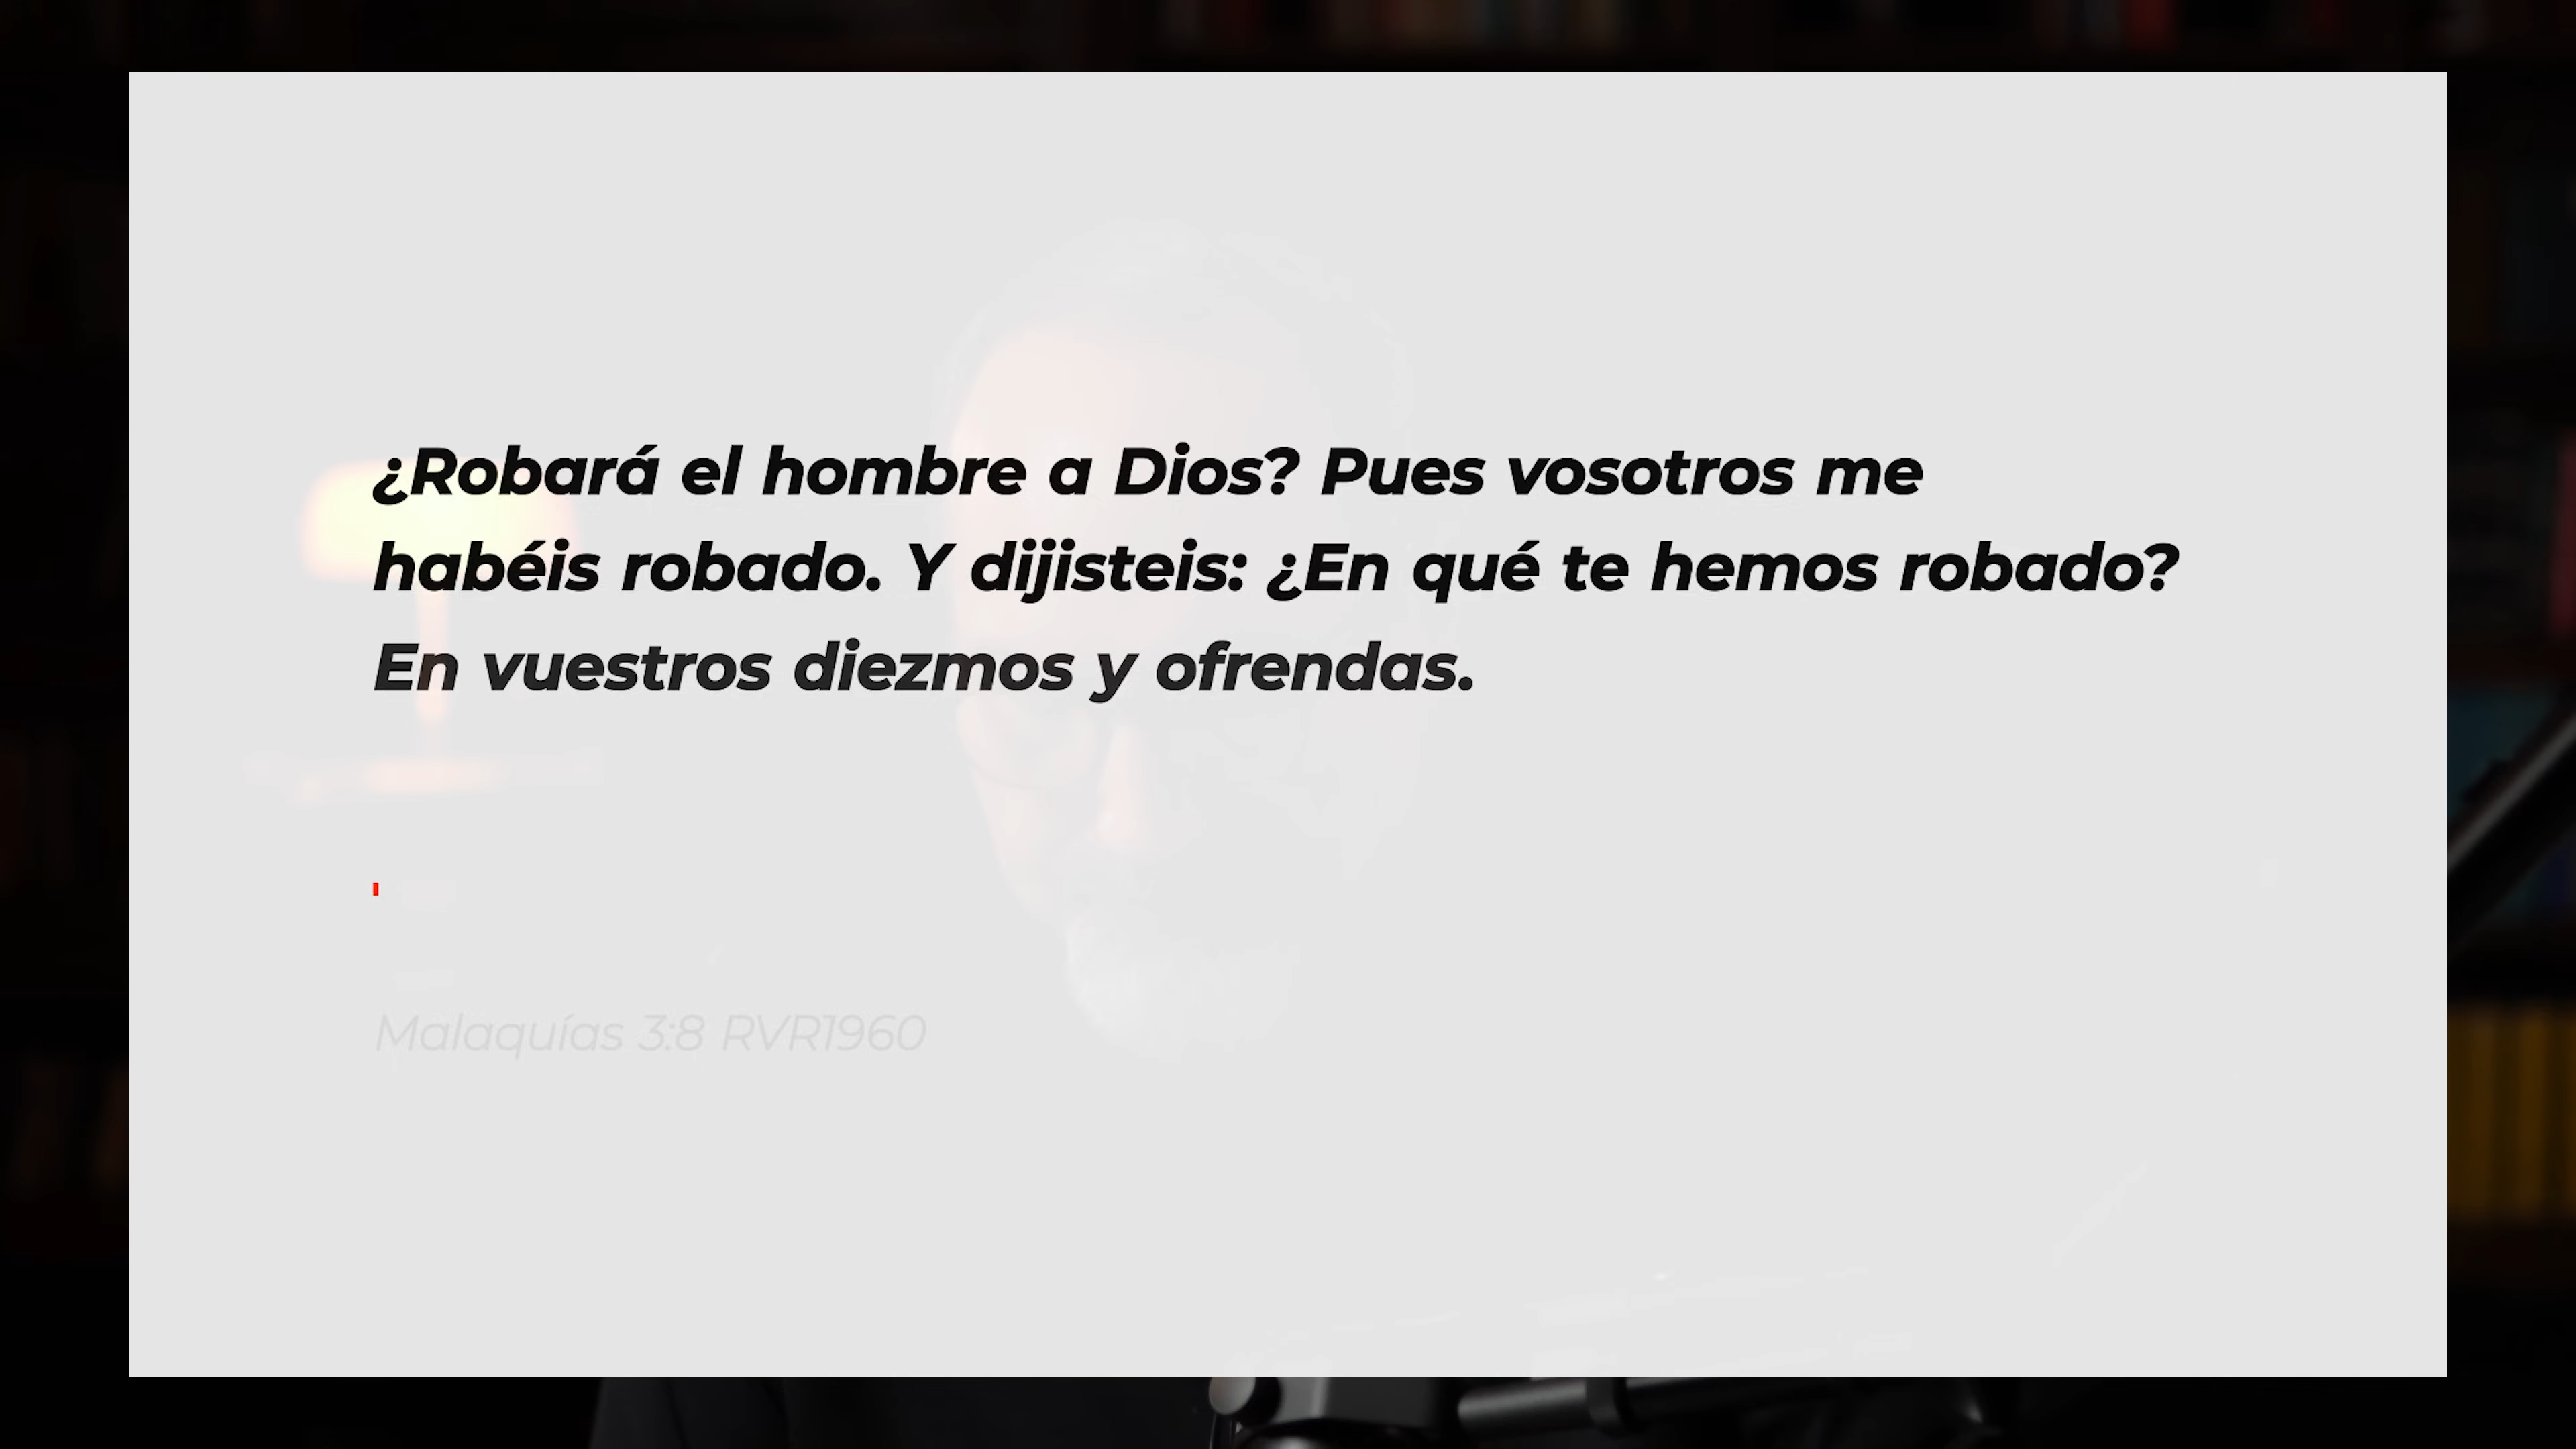 ¿Robará el hombre a Dios? Pues vosotros me
habéis robado. Y dijisteis: ¿En qué te hemos robado?
En vuestros diezmos y ofrendas.
Malaquías 3:8 RVR1960